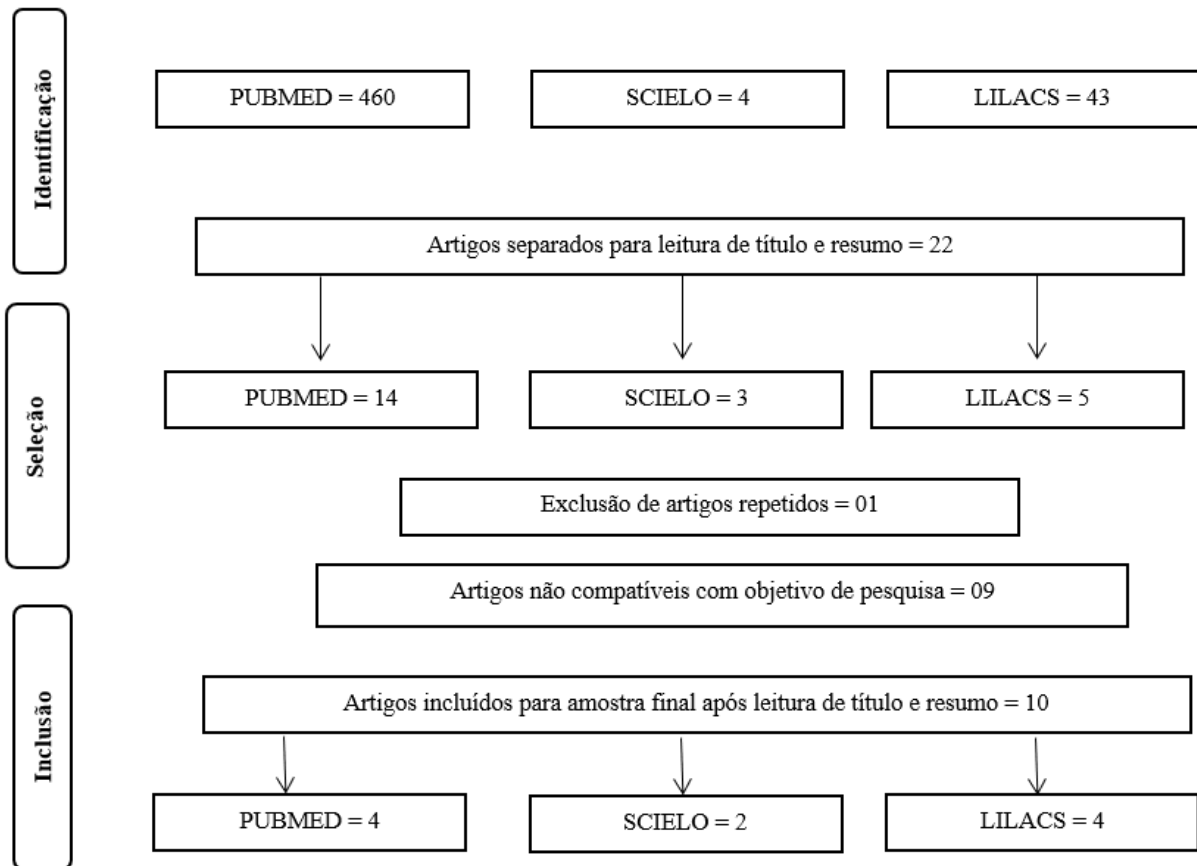 Identificação
PUBMED = 460
SCIELO = 4
LILACS = 43
Artigos separados para leitura de título e resumo = 22
Seleção
PUBMED = 14
SCIELO = 3
LILACS = 5
Exclusão de artigos repetidos = 01
Artigos não compatíveis com objetivo de pesquisa = 09
Inclusão
Artigos incluídos para amostra final após leitura de título e resumo = 10
PUBMED = 4
SCIELO = 2
LILACS = 4